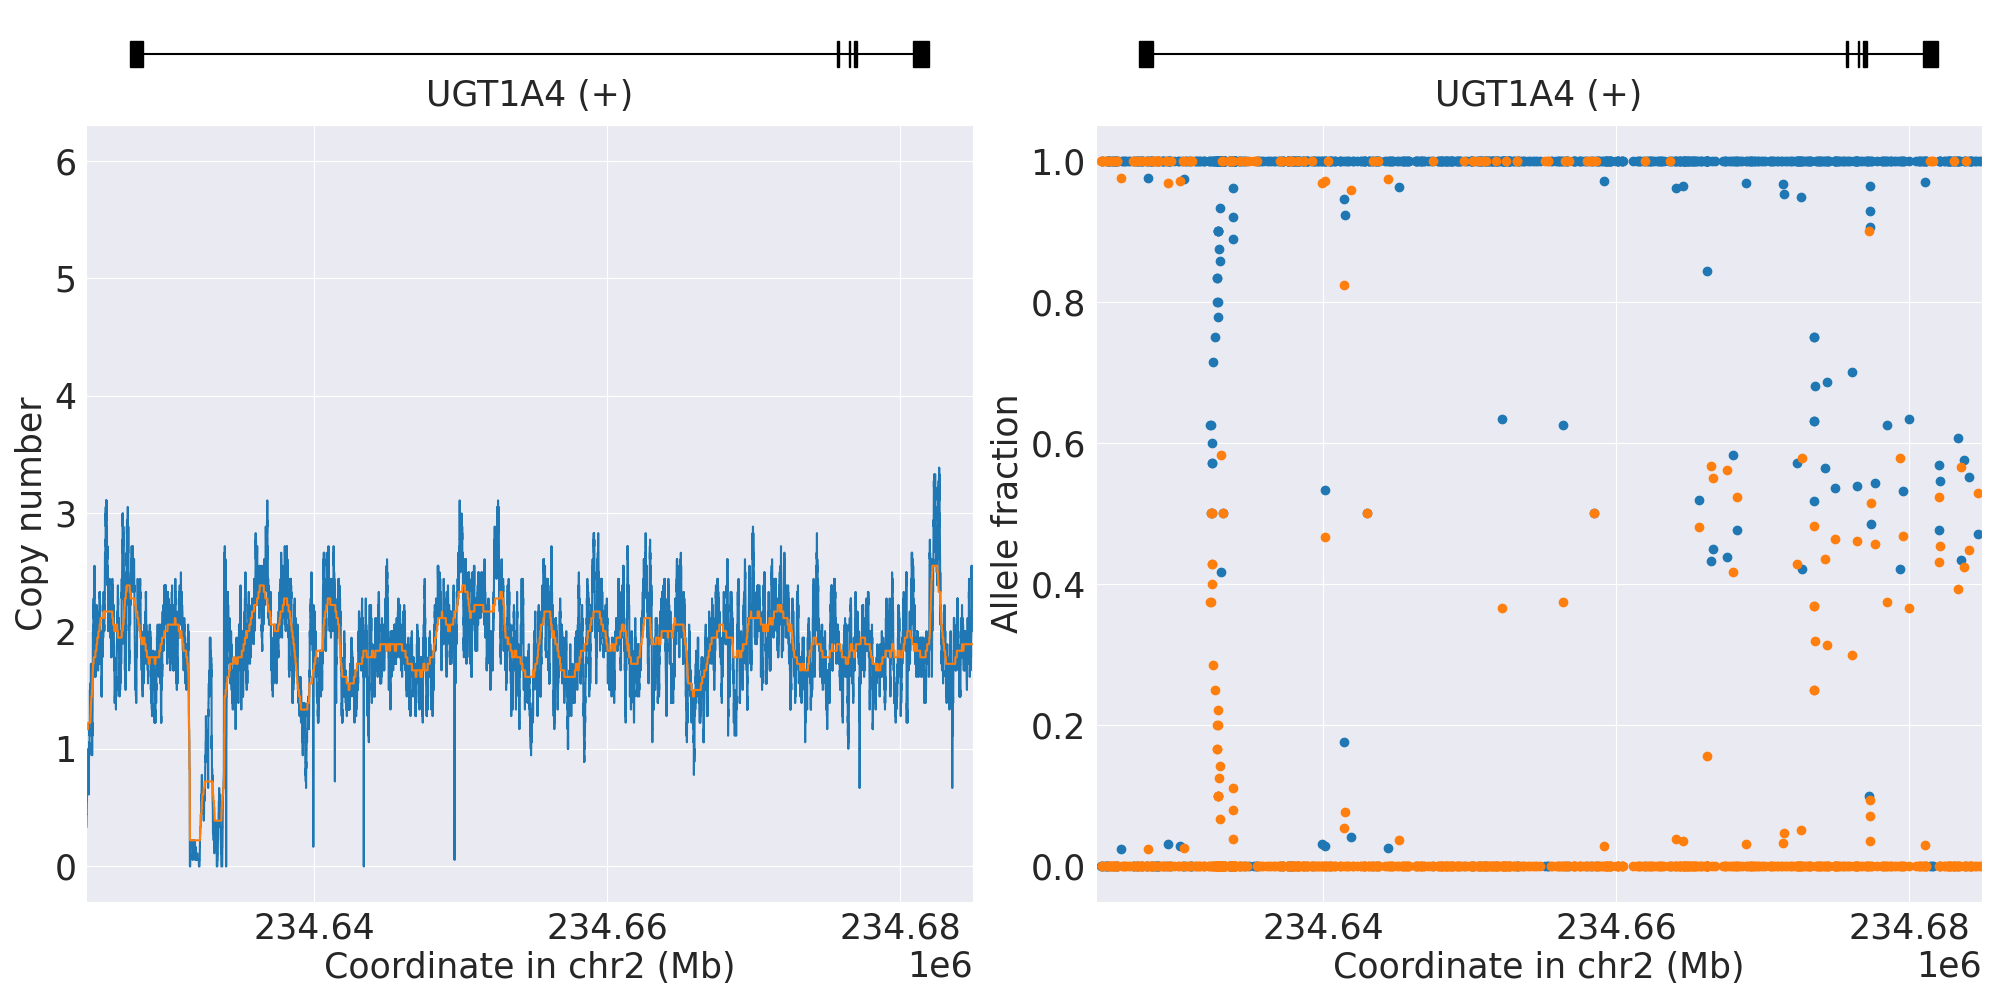 UGT1A4 (+)
6
5
4
3
2
1
0
Copy number
234.64
234.66
234.68
Coordinate in chr2 (Mb)
1e6
UGT1A4 (+)
1.0
0.8
0.6
0.4
0.2
0.0
Allele fraction
234.64
234.66
234.68
Coordinate in chr2 (Mb)
1e6